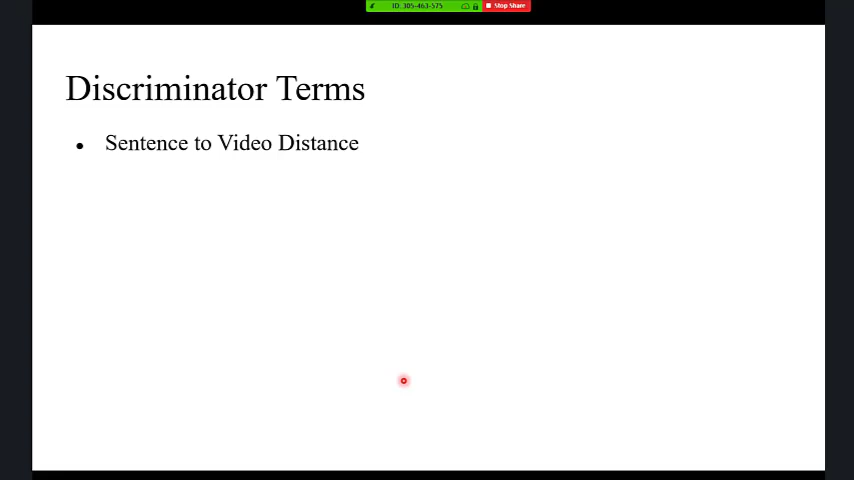 ID: 305-463-575
Stop Share
Discriminator Terms
• Sentence to Video Distance